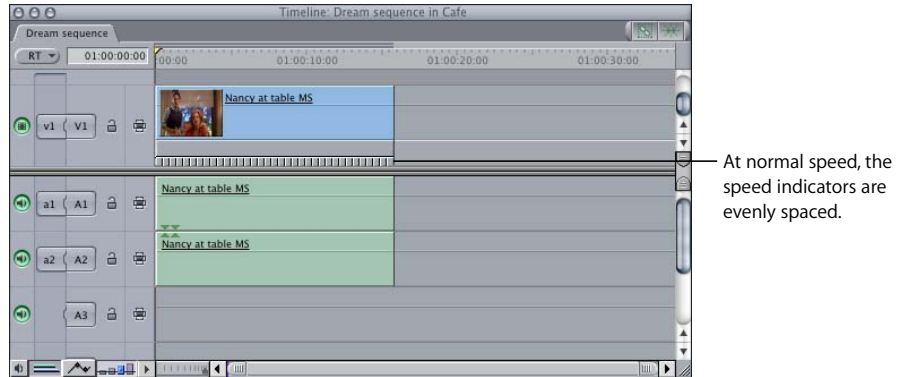 Timeline: Dream sequence in Cafe
Dream sequence
RT
01:00:00:00
:00:00
01:00:10:00
01:00:20:00
01:00:30:00
Nancy at table MS
v1
V1
At normal speed, the
speed indicators are
evenly spaced.
Nancy at table MS
a1
A1
Nancy at table MS
a2
A2
A3